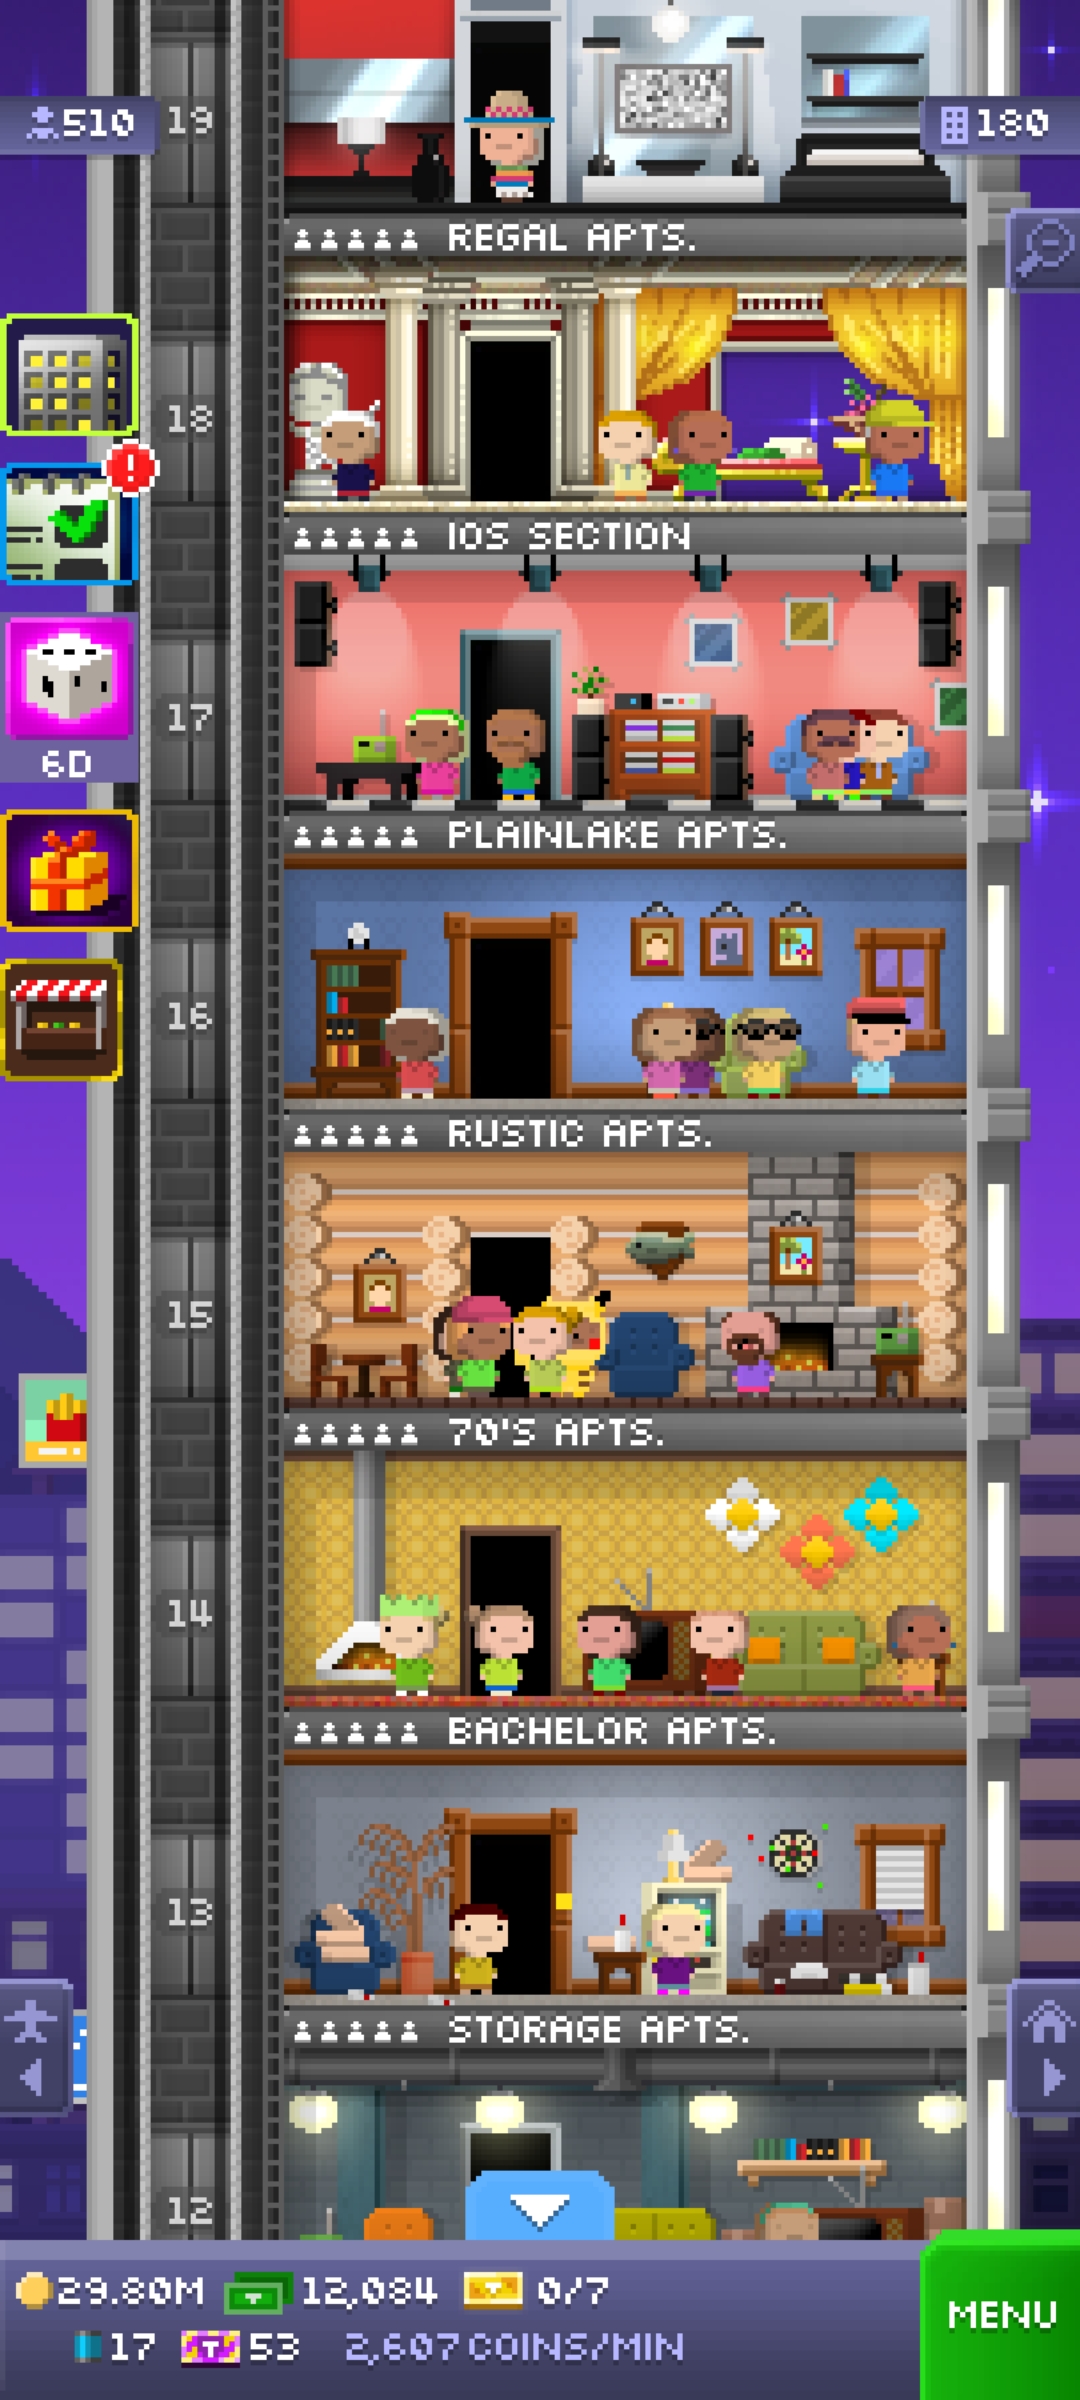 19
510
180
REGAL APTS.
18
IOS SECTION
17
6D
PLAINLAKE APTS.
16
RUSTIC APTS.
15
70'S APTS.
14
BACHELOR APTS.
13
STORAGE APTS.
12
29.80M 12,084 0/7
MENU
17 53 2,607 COINS/MIN